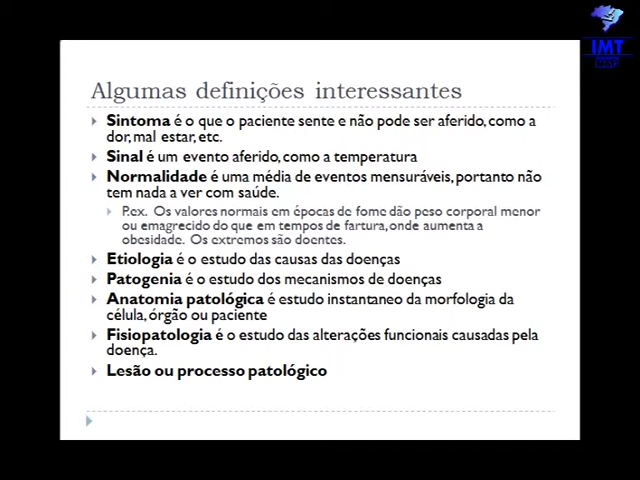 IMT
Algumas definições interessantes
Sintoma é o que o paciente sente e não pode ser aferido, como a
dor, mal estar, etc.
Sinal é um evento aferido, como a temperatura
Normalidade é uma média de eventos mensuráveis, portanto não
tem nada a ver com saúde.
P.ex. Os valores normais em épocas de fome dão peso corporal menor
ou emagrecido do que em tempos de fartura, onde aumenta a
obesidade. Os extremos são doentes.
Etiologia é o estudo das causas das doenças
Patogenia é o estudo dos mecanismos de doenças
Anatomia patológica é estudo instantaneo da morfologia da
célula, órgão ou paciente
Fisiopatologia é o estudo das alterações funcionais causadas pela
doença.
Lesão ou processo patológico